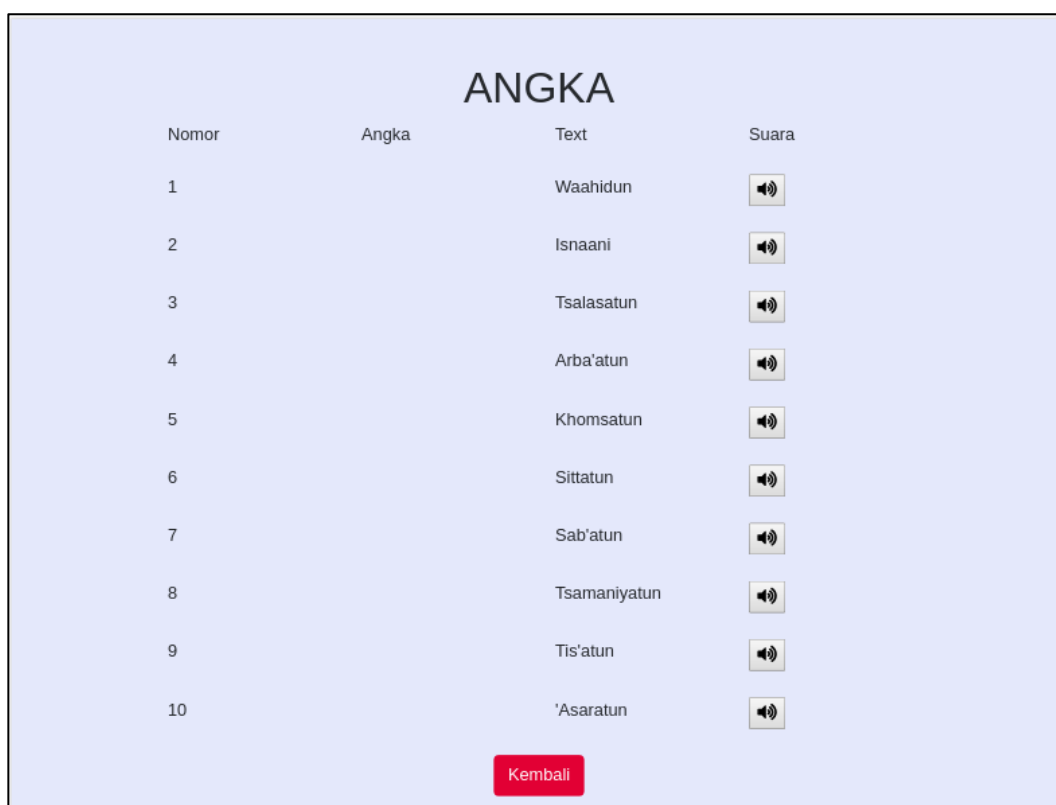 ANGKA
Nomor Angka Text Suara
1 Waahidun
2 Isnaani
3 Tsalasatun
4 Arba'atun
5 Khomsatun
6 Sittatun
7 Sab'atun
8 Tsamaniyatun
9 Tis'atun
10 'Asaratun
Kembali